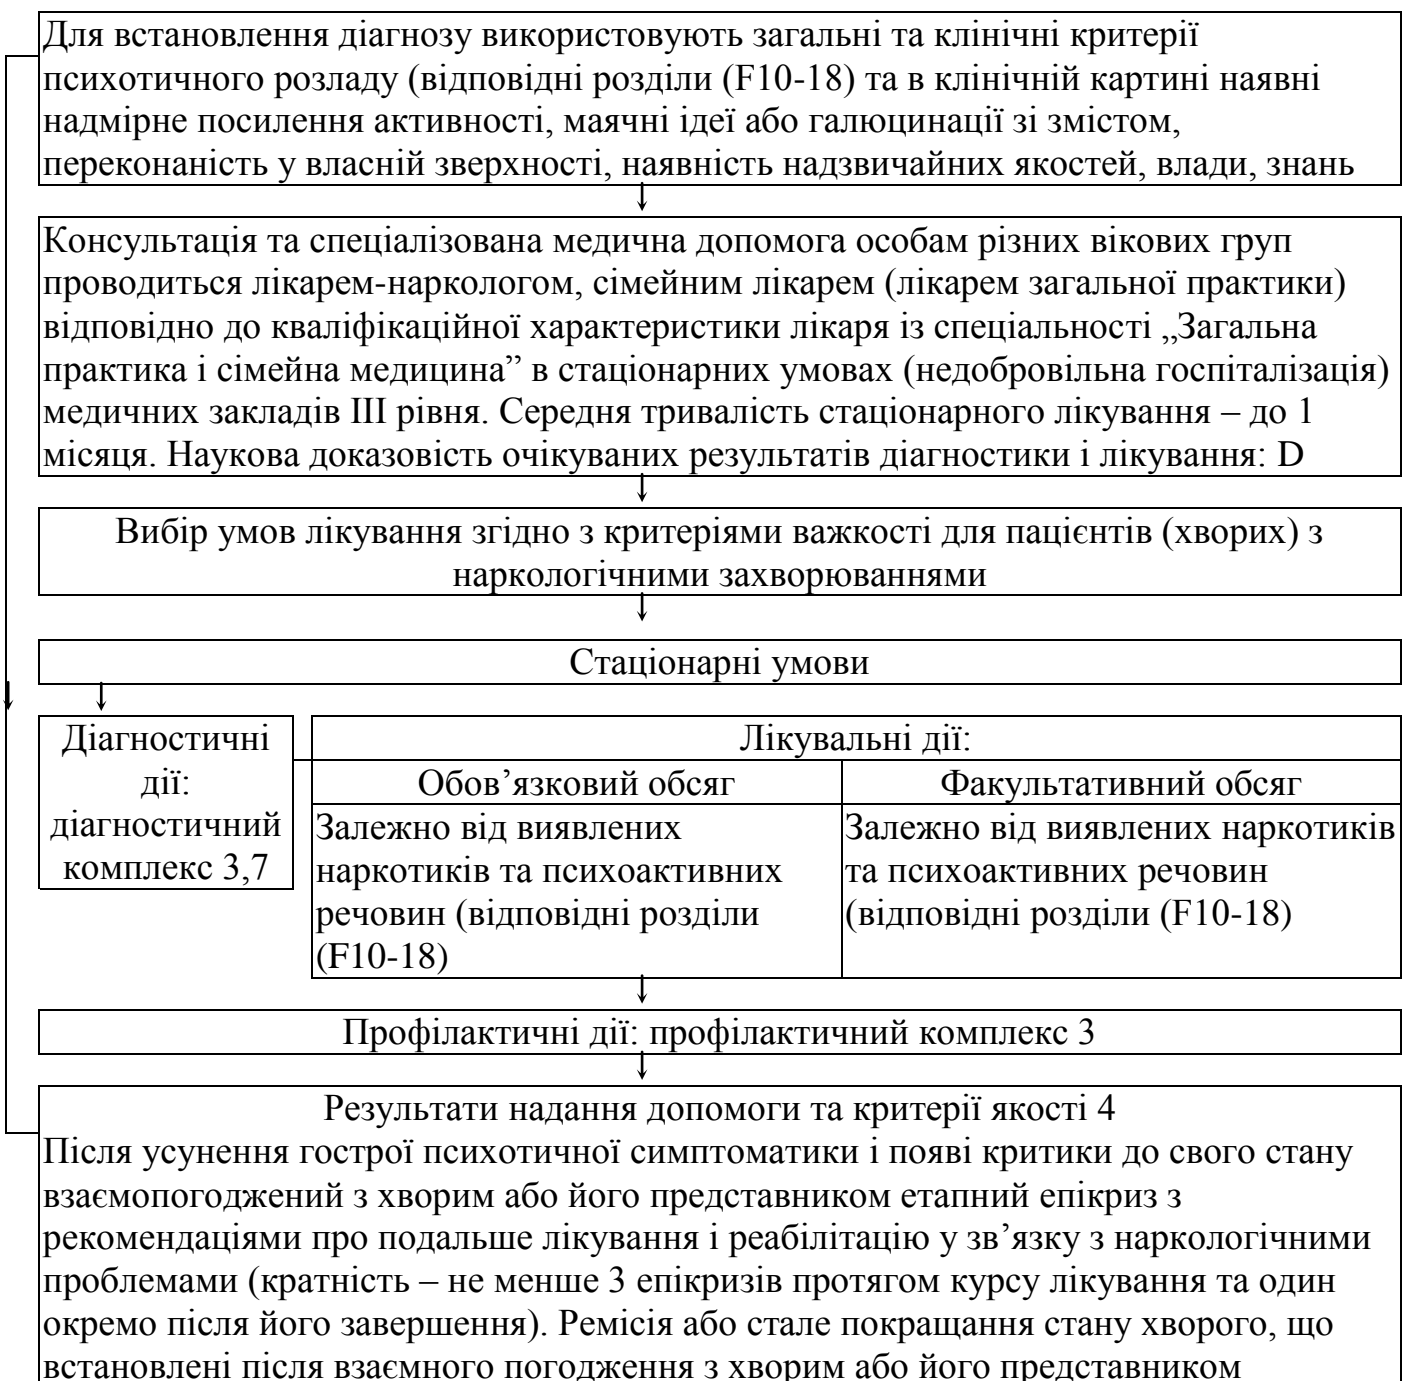 Для встановлення діагнозу використовують загальні та клінічні критерії
психотичного розладу (відповідні розділи (F10-18) та в клінічній картині наявні
надмірне посилення активності, маячні ідеї або галюцинації зі змістом,
переконаність у власній зверхності, наявність надзвичайних якостей, влади, знань
Консультація та спеціалізована медична допомога особам різних вікових груп
проводиться лікарем-наркологом, сімейним лікарем (лікарем загальної практики)
відповідно до кваліфікаційної характеристики лікаря із спеціальності „Загальна
практика і сімейна медицина” в стаціонарних умовах (недобровільна госпіталізація)
медичних закладів III рівня. Середня тривалість стаціонарного лікування – до 1
місяця. Наукова доказовість очікуваних результатів діагностики і лікування: D
Вибір умов лікування згідно з критеріями важкості для пацієнтів (хворих) з
наркологічними захворюваннями
Стаціонарні умови
Діагностичні
дії:
діагностичний
комплекс 3,7
Лікувальні дії:
Обов’язковий обсяг
Залежно від виявлених
наркотиків та психоактивних
речовин (відповідні розділи
(F10-18)
Факультативний обсяг
Залежно від виявлених наркотиків
та психоактивних речовин
(відповідні розділи (F10-18)
Профілактичні дії: профілактичний комплекс 3
Результати надання допомоги та критерії якості 4
Після усунення гострої психотичної симптоматики і появі критики до свого стану
взаємопогоджений з хворим або його представником етапний епікриз з
рекомендаціями про подальше лікування і реабілітацію у зв’язку з наркологічними
проблемами (кратність – не менше 3 епікризів протягом курсу лікування та один
окремо після його завершення). Ремісія або стале покращання стану хворого, що
встановлені після взаємного погодження з хворим або його представником